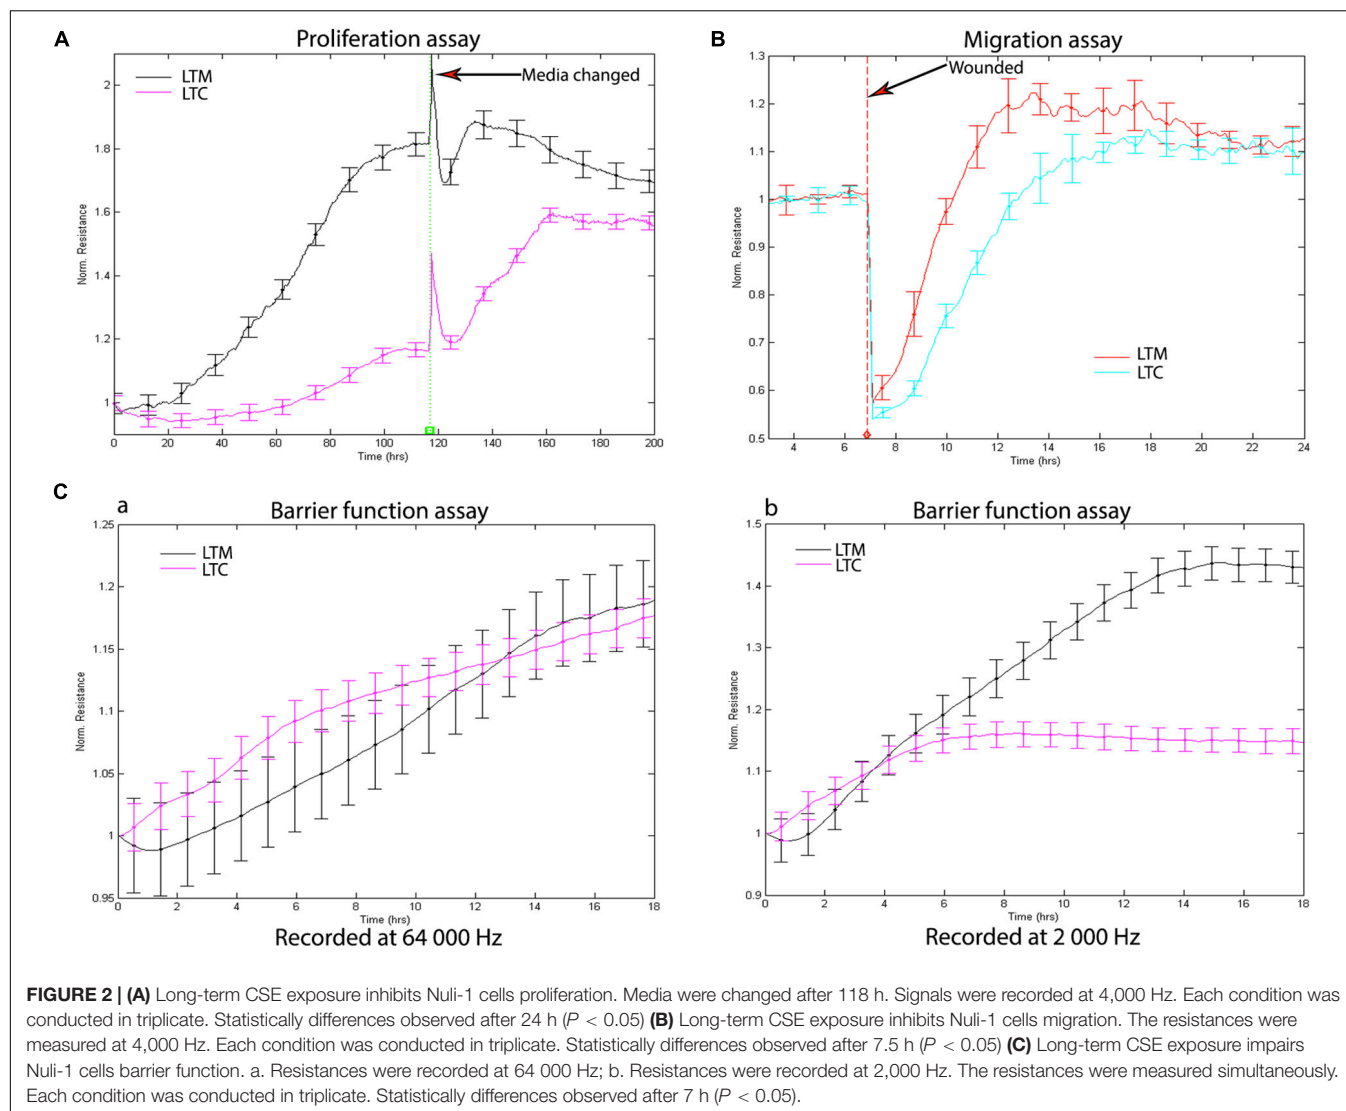 A
Proliferation assay
LTM
LTC
Media changed
Norm. Resistance
2
1.8
1.6
1.4
1.2
1
0 20 40 60 80 100 120 140 160 180 200
Time (hrs)
B
Migration assay
Wounded
Norm. Resistance
1.3
1.2
1.1
1
0.9
0.8
0.7
0.6
0.5
LTM
LTC
4 6 8 10 12 14 16 18 20 22 24
Time (hrs)
C
a
Barrier function assay
LTM
LTC
Norm. Resistance
1.25
1.2
1.15
1.1
1.05
1
0.95
0 2 4 6 8 10 12 14 16 18
Time (hrs)
Recorded at 64 000 Hz
b
Barrier function assay
LTM
LTC
Norm. Resistance
1.5
1.4
1.3
1.2
1.1
1
0.9
0 2 4 6 8 10 12 14 16 18
Time (hrs)
Recorded at 2 000 Hz
FIGURE 2 | (A) Long-term CSE exposure inhibits Nuli-1 cells proliferation. Media were changed after 118 h. Signals were recorded at 4,000 Hz. Each condition was
conducted in triplicate. Statistically differences observed after 24 h (P < 0.05) (B) Long-term CSE exposure inhibits Nuli-1 cells migration. The resistances were
measured at 4,000 Hz. Each condition was conducted in triplicate. Statistically differences observed after 7.5 h (P < 0.05) (C) Long-term CSE exposure impairs
Nuli-1 cells barrier function. a. Resistances were recorded at 64 000 Hz; b. Resistances were recorded at 2,000 Hz. The resistances were measured simultaneously.
Each condition was conducted in triplicate. Statistically differences observed after 7 h (P < 0.05).